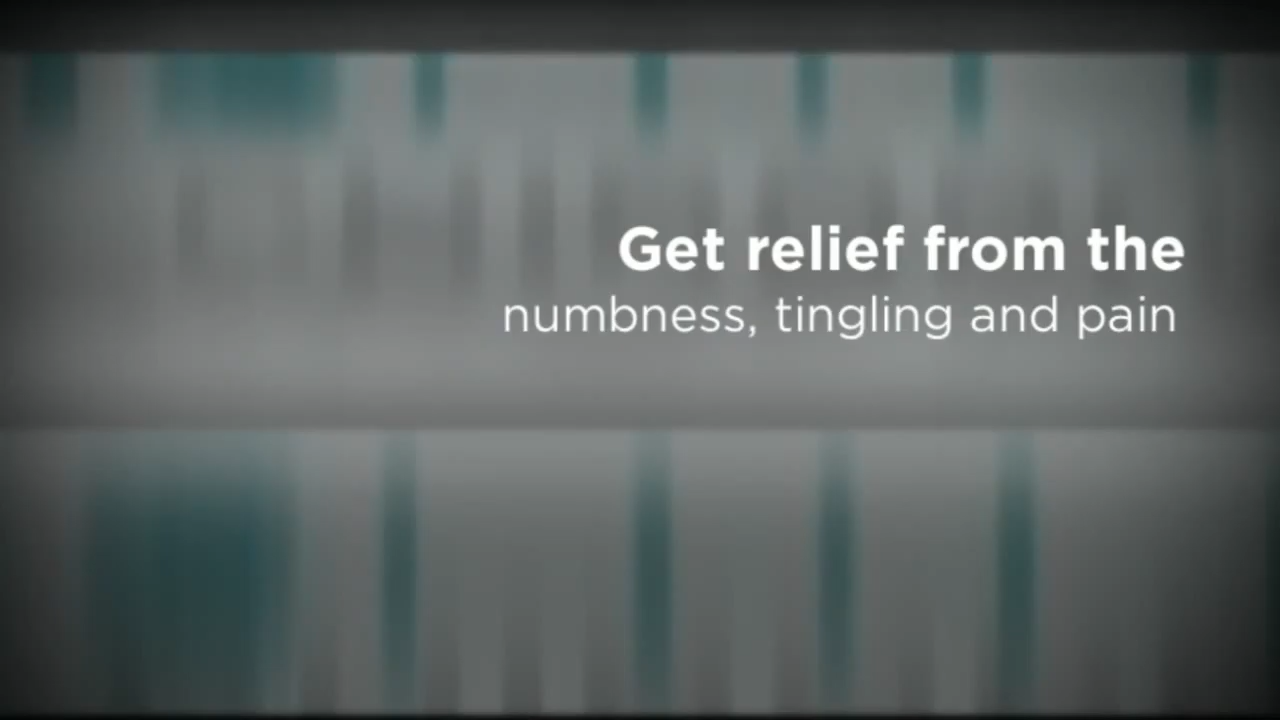 Get relief from the
numbness, tingling and pain